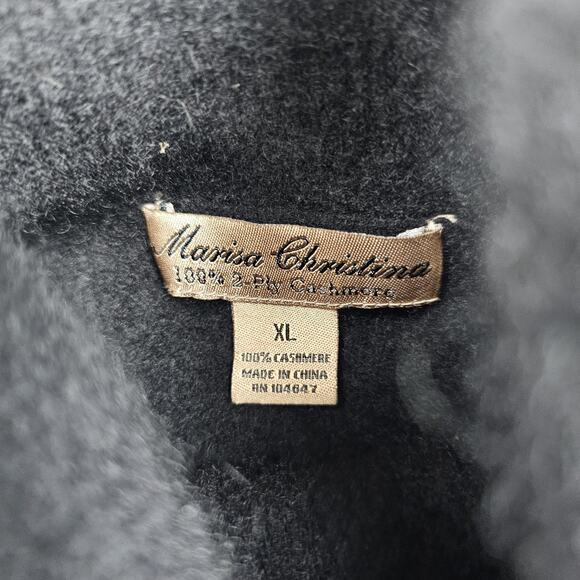 Marisa Christina
100% 2-Ply Cashmere
XL
100% CASHMERE
MADE IN CHINA
RN 104647